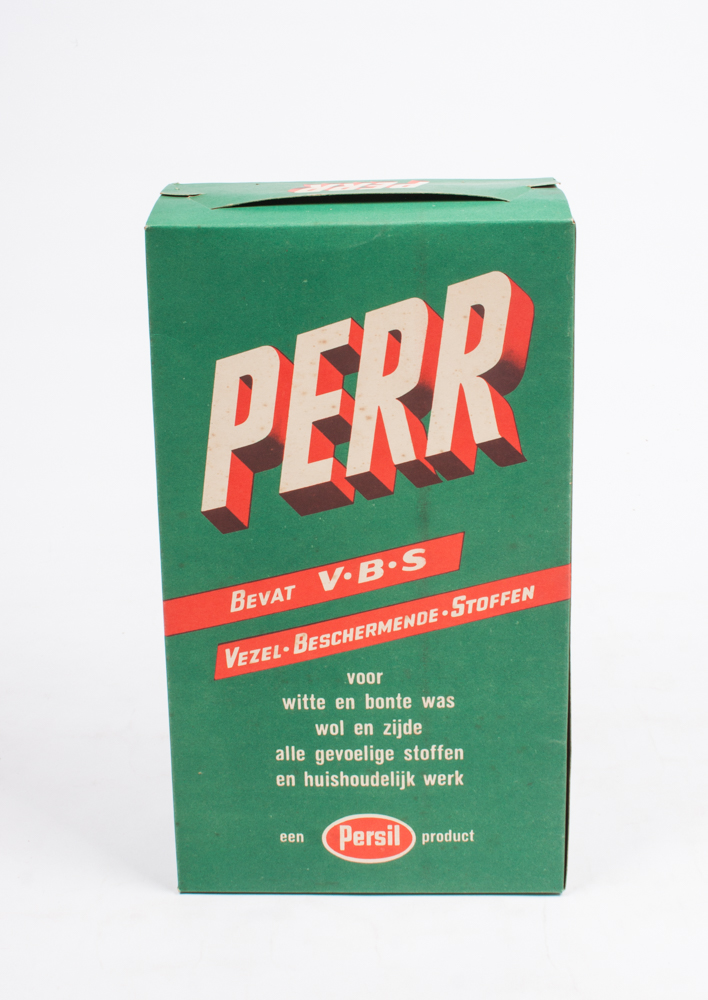 PERR
PERR
BEVAT V·B·S
VEZEL·BESCHERMENDE·STOFFEN
voor
witte en bonte was
wol en zijde
alle gevoelige stoffen
en huishoudelijk werk
een Persil product